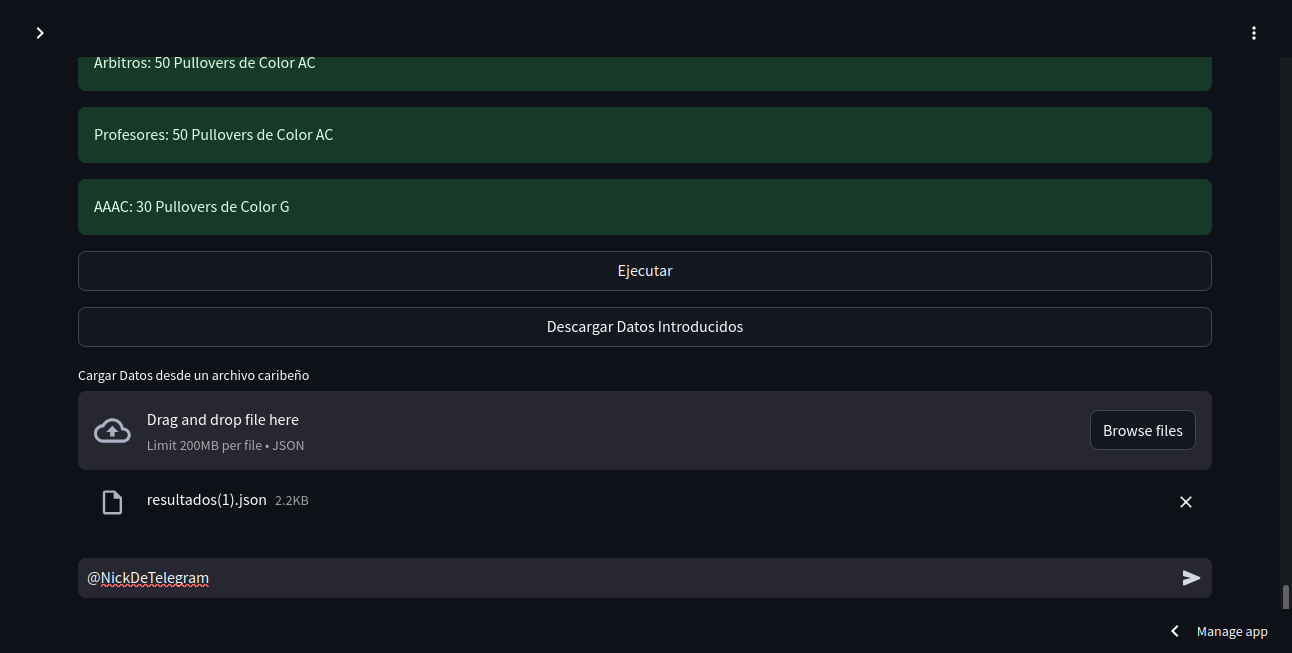 Arbitros: 50 Pullovers de Color AC
Profesores: 50 Pullovers de Color AC
AAAC: 30 Pullovers de Color G
Ejecutar
Descargar Datos Introducidos
Cargar Datos desde un archivo caribeño
Drag and drop file here
Limit 200MB per file • JSON
Browse files
resultados(1).json 2.2KB
@NickDeTelegram
Manage app